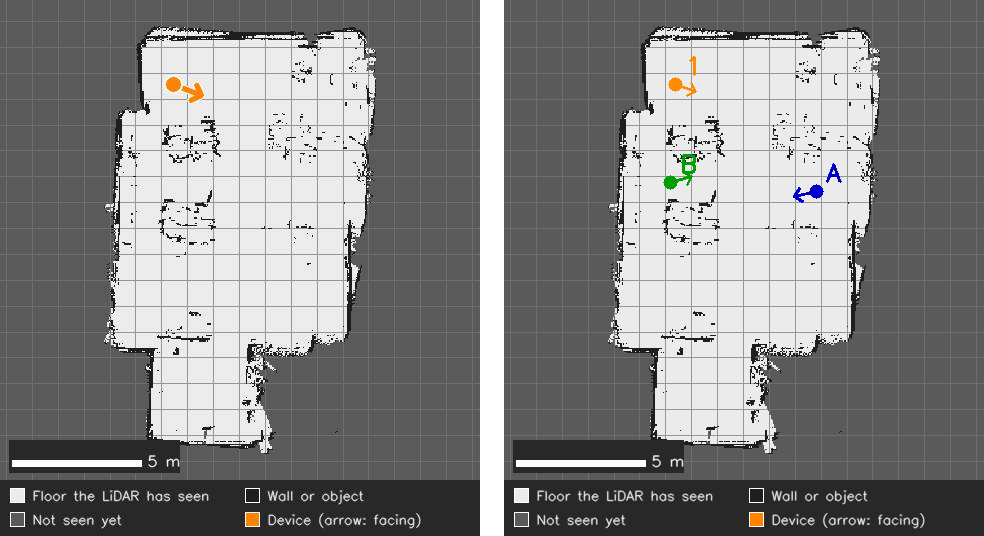 1
B
A
5 m
5 m
Floor the LiDAR has seen
Wall or object
Not seen yet
Device (arrow: facing)
Floor the LiDAR has seen
Wall or object
Not seen yet
Device (arrow: facing)